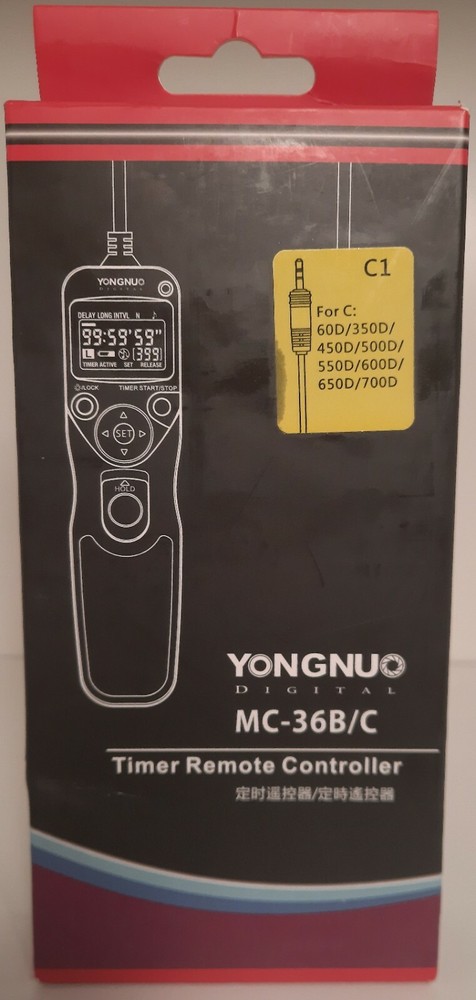 YONGNUO
DIGITAL
DELAY LONG INTVL N ♪
99:59'59"
L [399]
TIMER ACTIVE SET RELEASE
/LOCK
TIMER START/STOP
SET
HOLD
C1
For C:
60D/350D/
450D/500D/
550D/600D/
650D/700D
YONGNUO
DIGITAL
MC-36B/C
Timer Remote Controller
定时遥控器/定時遙控器